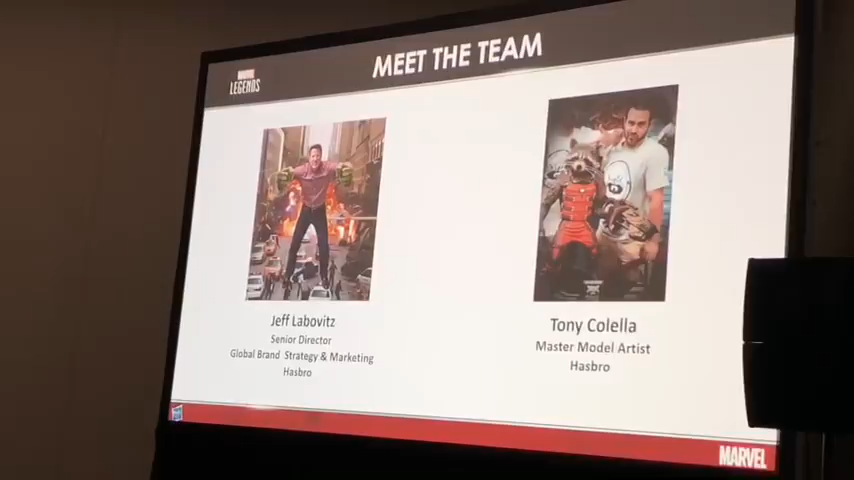 MARVEL
LEGENDS
MEET THE TEAM
Jeff Labovitz
Senior Director
Global Brand Strategy & Marketing
Hasbro
Tony Colella
Master Model Artist
Hasbro
MARVEL